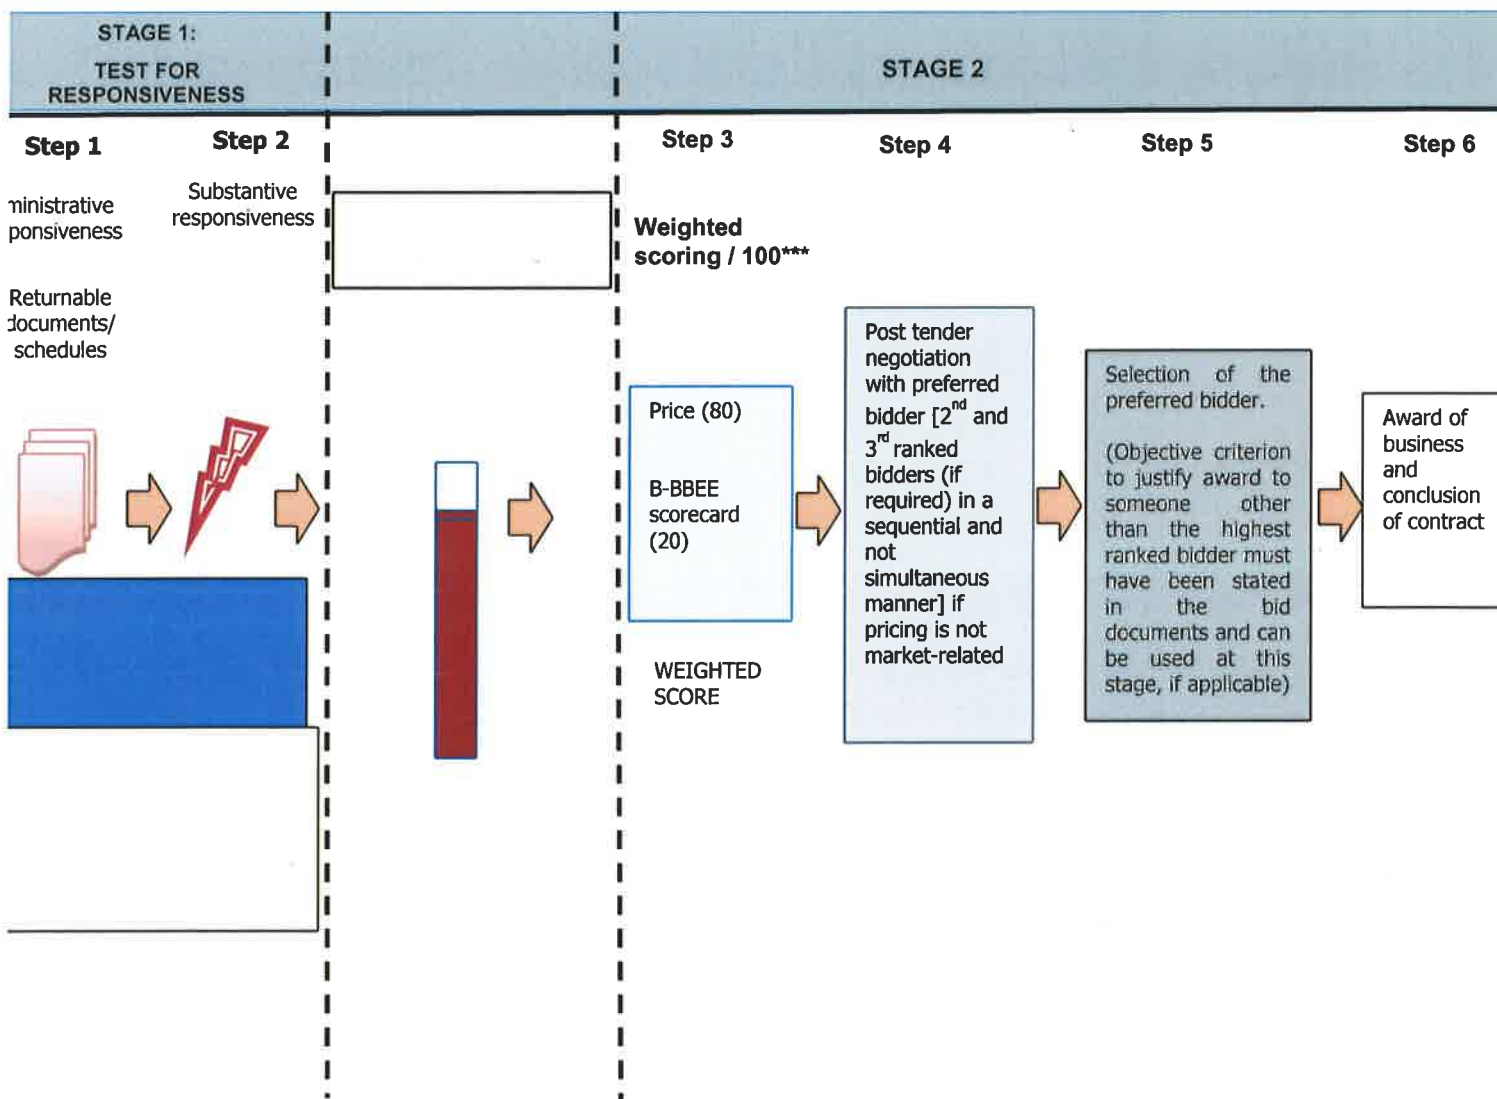 STAGE 1:
TEST FOR
RESPONSIVENESS
STAGE 2
Step 1
Step 2
Step 3
Step 4
Step 5
Step 6
ministrative
ponsiveness
Substantive
responsiveness
Weighted
scoring / 100***
Returnable
documents/
schedules
Price (80)
B-BBEE
scorecard
(20)
WEIGHTED
SCORE
Post tender
negotiation
with preferred
bidder [2nd and
3rd ranked
bidders (if
required) in a
sequential and
not
simultaneous
manner] if
pricing is not
market-related
Selection of the
preferred bidder.
(Objective criterion
to justify award to
someone other
than the highest
ranked bidder must
have been stated
in the bid
documents and can
be used at this
stage, if applicable)
Award of
business
and
conclusion
of contract